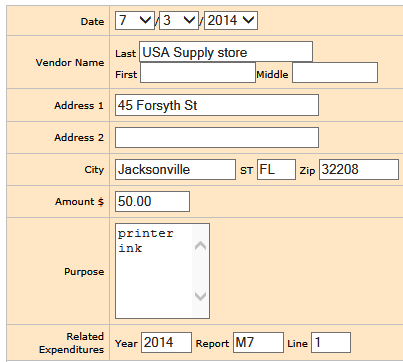 Date 7 / 3 / 2014
Vendor Name Last USA Supply store
First Middle
Address 1 45 Forsyth St
Address 2
City Jacksonville ST FL Zip 32208
Amount $ 50.00
Purpose printer
ink
Related
Expenditures Year 2014 Report M7 Line 1